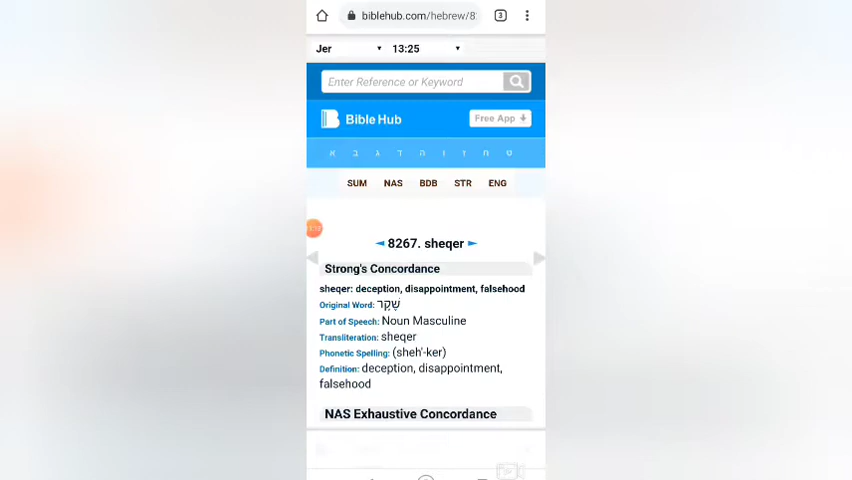 biblehub.com/hebrew/8
3
Jer 13:25
Enter Reference or Keyword
Bible Hub Free App
א ב ג ד ה ו ז ח ט
SUM NAS BDB STR ENG
8267. sheqer
Strong's Concordance
sheqer: deception, disappointment, falsehood
Original Word: שֶׁקֶר
Part of Speech: Noun Masculine
Transliteration: sheqer
Phonetic Spelling: (sheh'-ker)
Definition: deception, disappointment,
falsehood
NAS Exhaustive Concordance